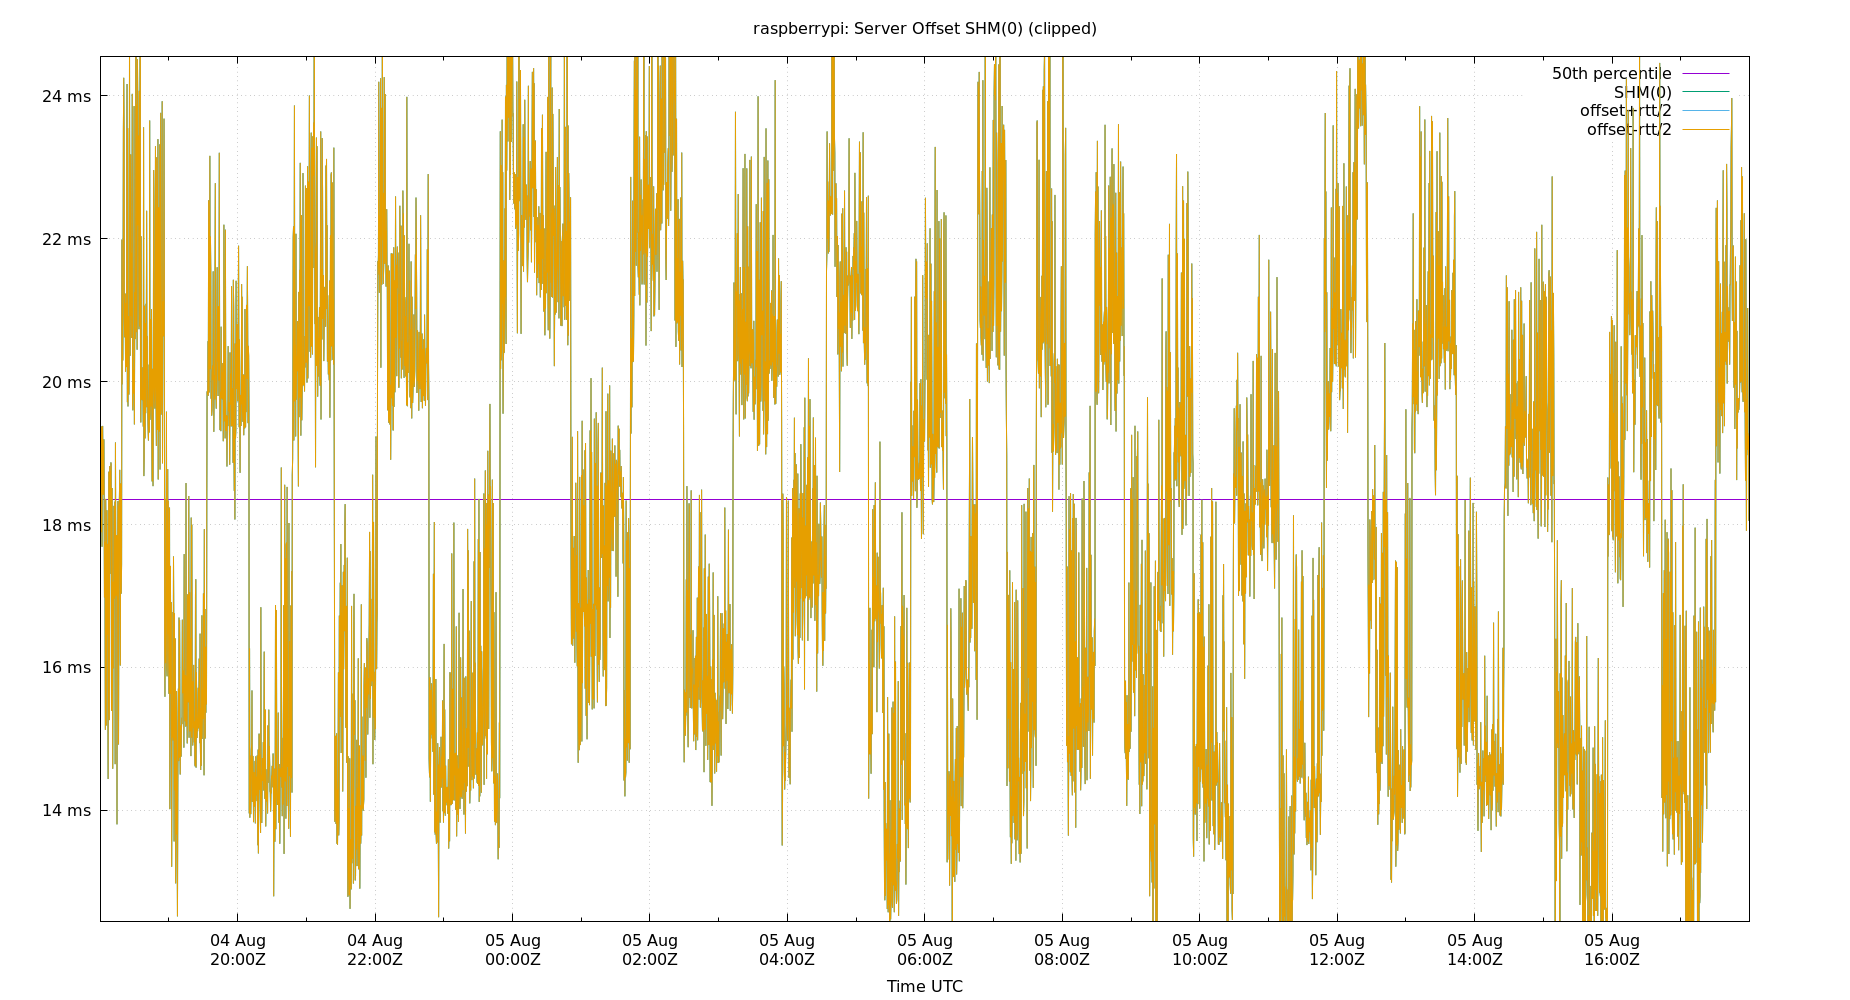 raspberrypi: Server Offset SHM(0) (clipped)
50th percentile
SHM(0)
offset+rtt/2
offset-rtt/2
24 ms
22 ms
20 ms
18 ms
16 ms
14 ms
04 Aug 04 Aug 05 Aug 05 Aug 05 Aug 05 Aug 05 Aug 05 Aug 05 Aug 05 Aug 05 Aug
20:00Z 22:00Z 00:00Z 02:00Z 04:00Z 06:00Z 08:00Z 10:00Z 12:00Z 14:00Z 16:00Z
Time UTC